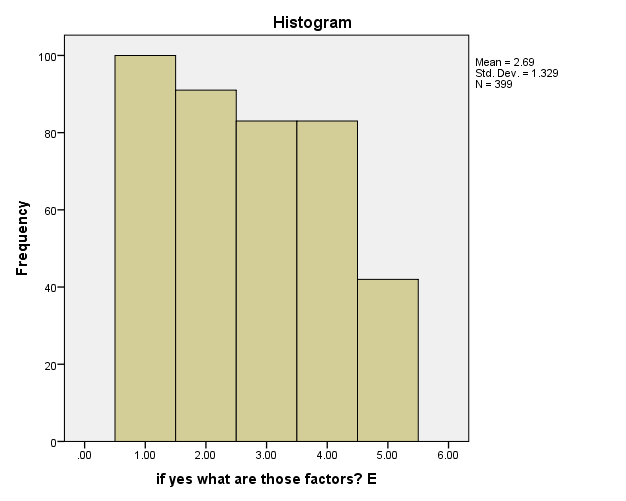 Histogram
Mean = 2.69
Std. Dev. = 1.329
N = 399
Frequency
100
80
60
40
20
0
.00 1.00 2.00 3.00 4.00 5.00 6.00
if yes what are those factors? E